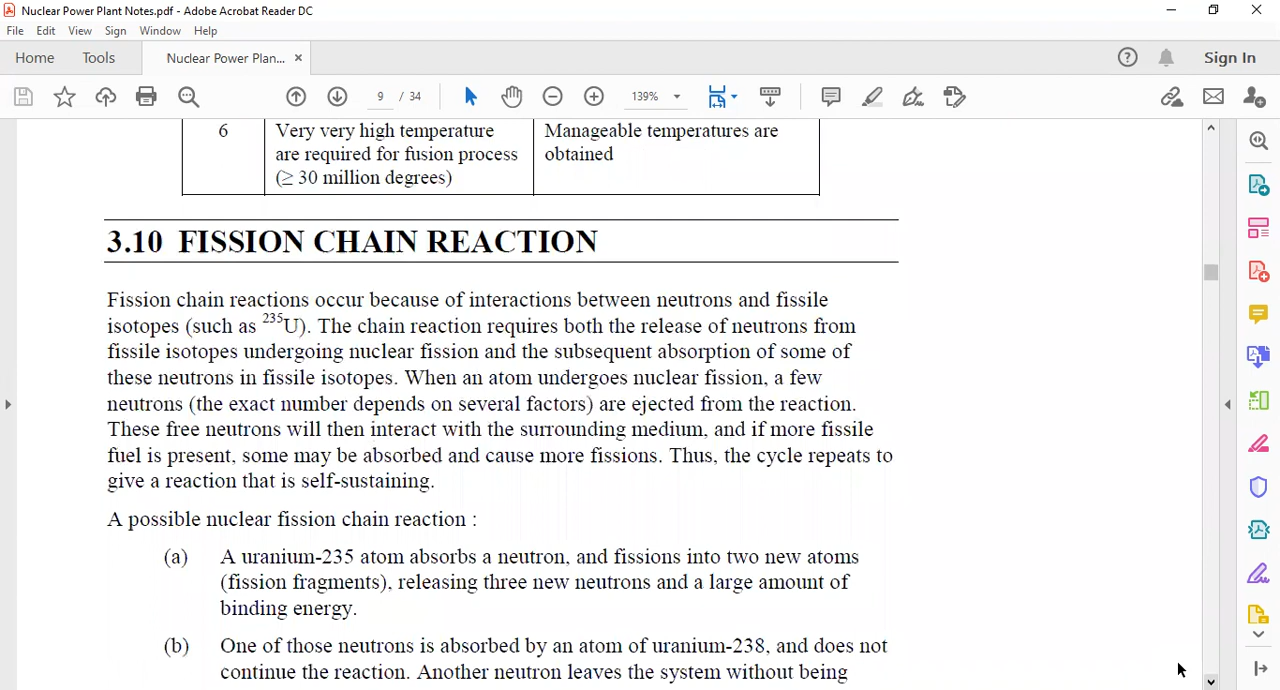 Nuclear Power Plant Notes.pdf - Adobe Acrobat Reader DC
File Edit View Sign Window Help
Home Tools Nuclear Power Plan... × Sign In
9 / 34 139%
6 Very very high temperature Manageable temperatures are
are required for fusion process obtained
(≥ 30 million degrees)
3.10 FISSION CHAIN REACTION
Fission chain reactions occur because of interactions between neutrons and fissile
isotopes (such as ²³⁵U). The chain reaction requires both the release of neutrons from
fissile isotopes undergoing nuclear fission and the subsequent absorption of some of
these neutrons in fissile isotopes. When an atom undergoes nuclear fission, a few
neutrons (the exact number depends on several factors) are ejected from the reaction.
These free neutrons will then interact with the surrounding medium, and if more fissile
fuel is present, some may be absorbed and cause more fissions. Thus, the cycle repeats to
give a reaction that is self-sustaining.
A possible nuclear fission chain reaction :
(a) A uranium-235 atom absorbs a neutron, and fissions into two new atoms
(fission fragments), releasing three new neutrons and a large amount of
binding energy.
(b) One of those neutrons is absorbed by an atom of uranium-238, and does not
continue the reaction. Another neutron leaves the system without being